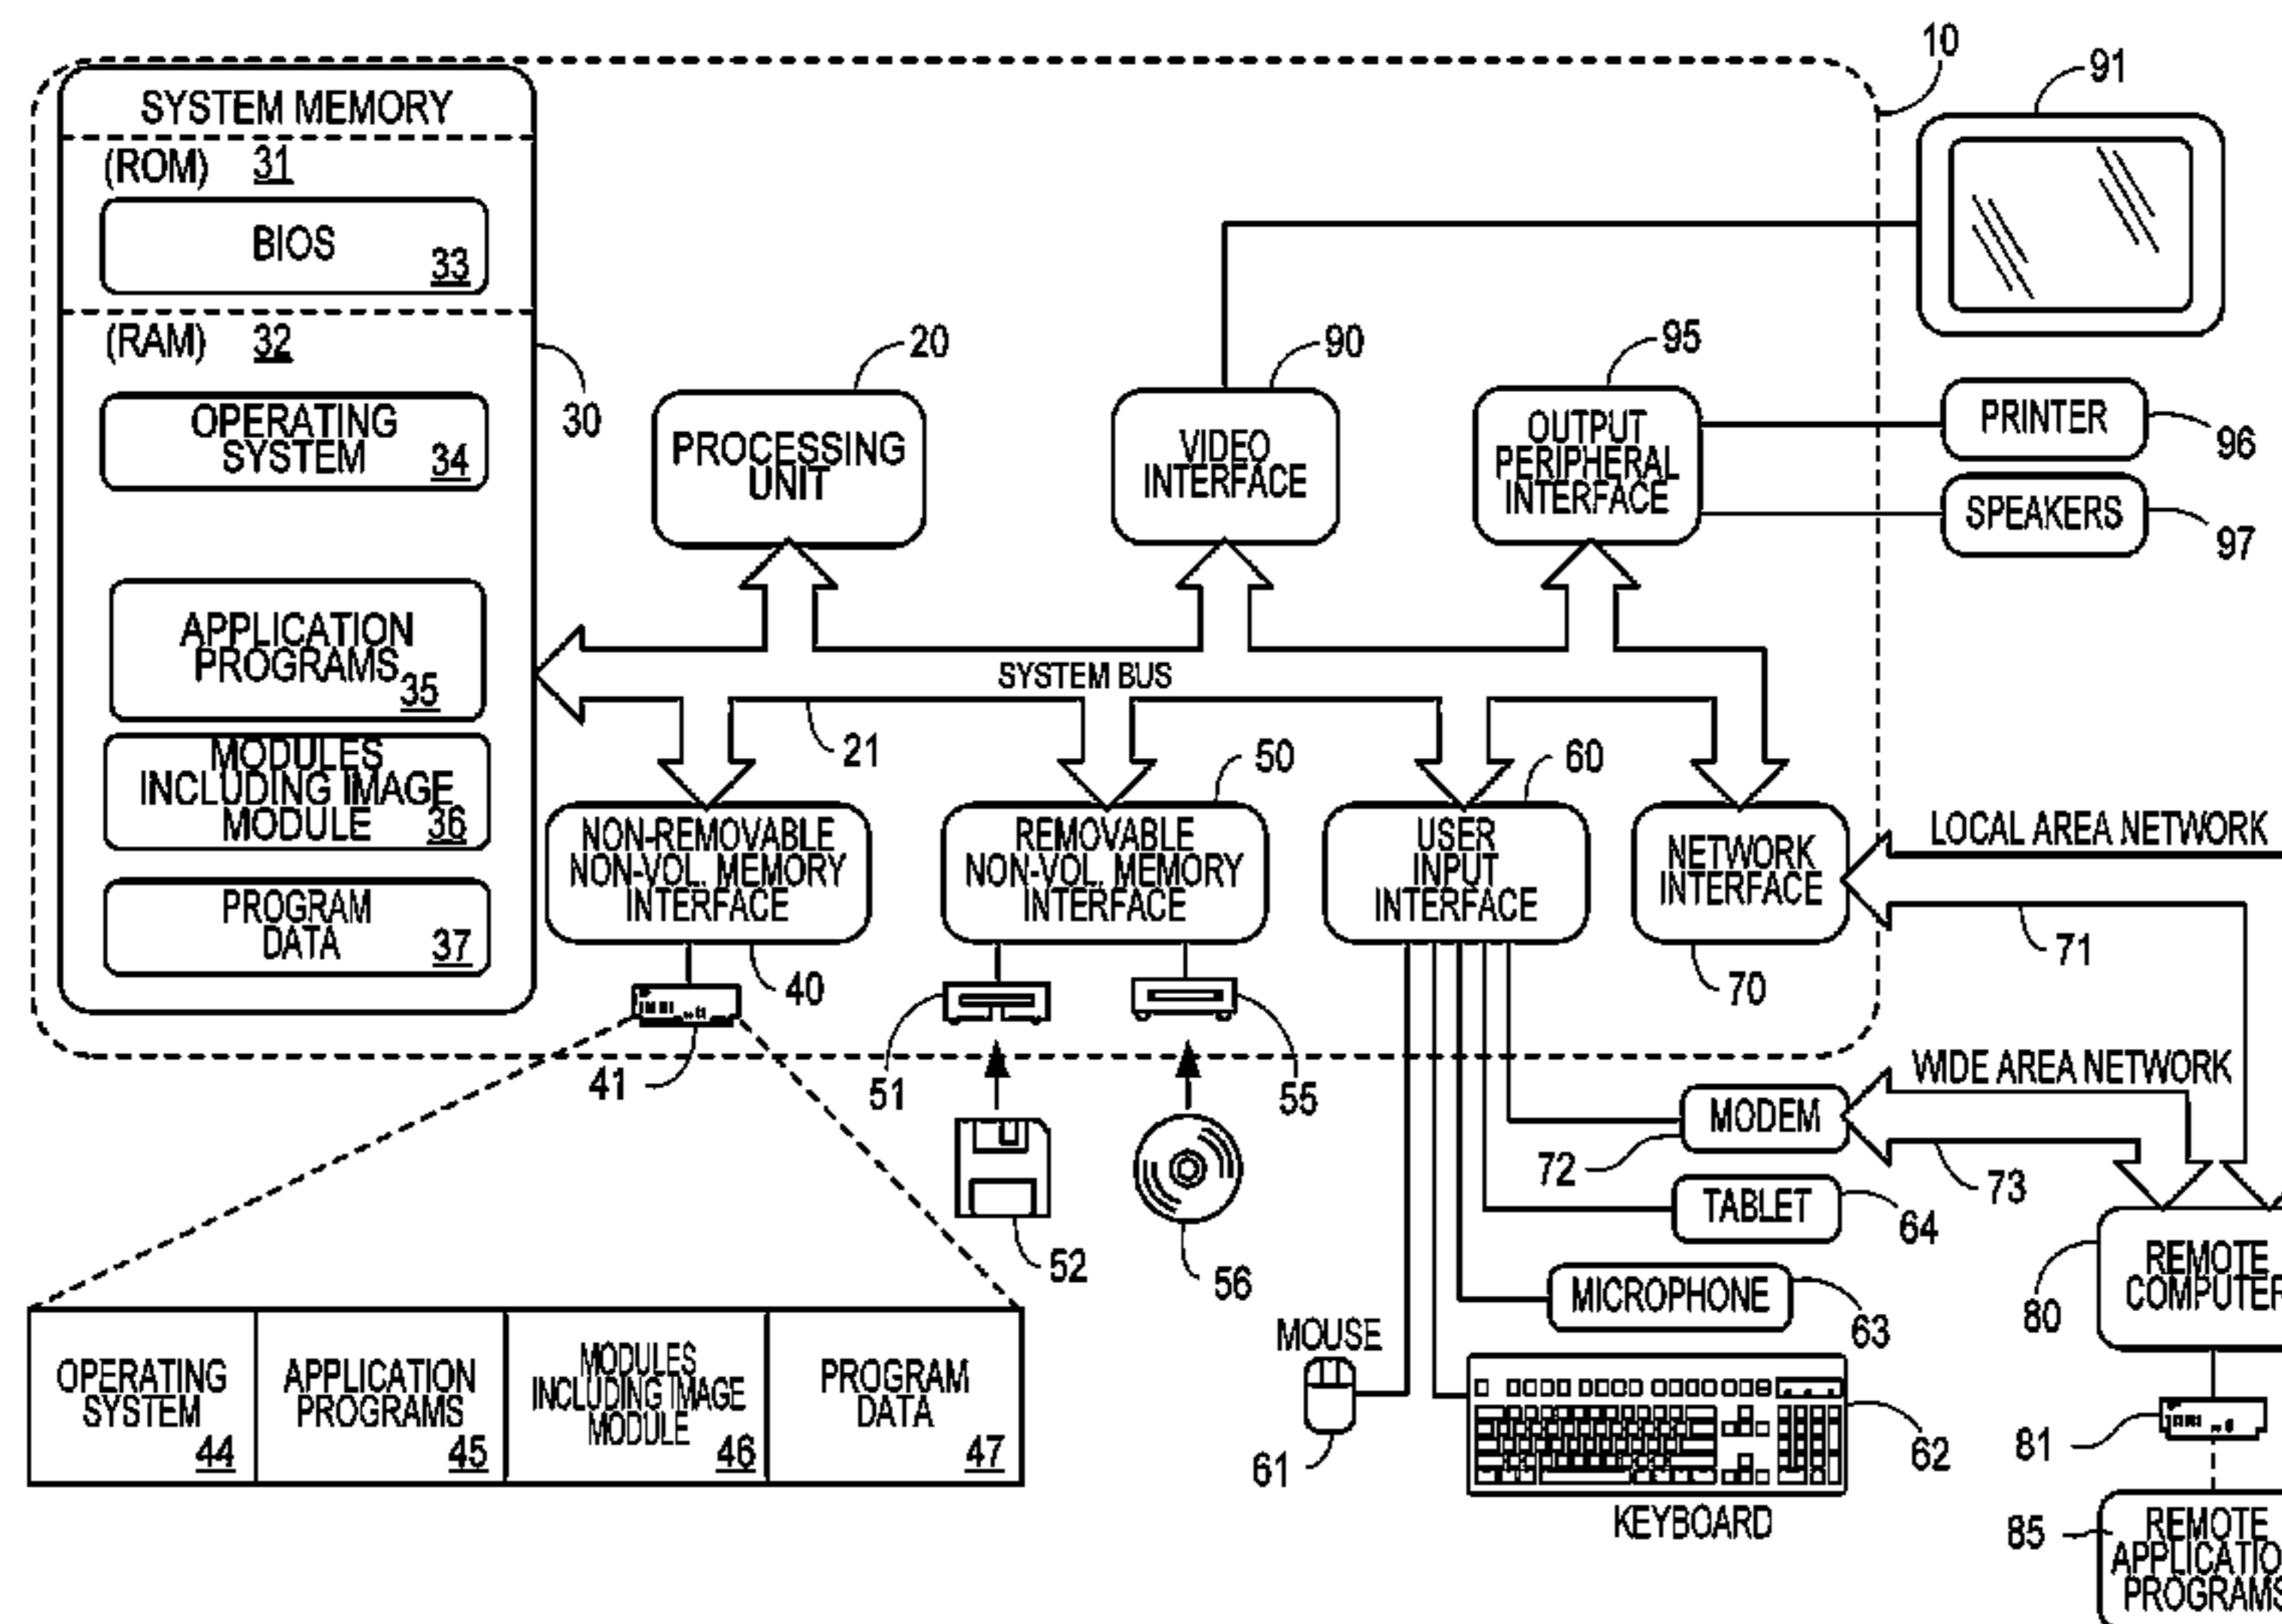 10
91
SYSTEM MEMORY
(ROM) 31
BIOS
33
(RAM) 32
OPERATING
SYSTEM 34
30
APPLICATION
PROGRAMS
35
MODULES
INCLUDING IMAGE
MODULE 36
PROGRAM
DATA 37
20
PROCESSING
UNIT
90
VIDEO
INTERFACE
95
OUTPUT
PERIPHERAL
INTERFACE
PRINTER
96
SPEAKERS
97
SYSTEM BUS
21
NON-REMOVABLE
NON-VOL. MEMORY
INTERFACE
40
41
50
REMOVABLE
NON-VOL. MEMORY
INTERFACE
51
55
52
56
60
USER
INPUT
INTERFACE
NETWORK
INTERFACE
70
LOCAL AREA NETWORK
71
WIDE AREA NETWORK
MODEM
72
73
TABLET
64
MICROPHONE
63
MOUSE
61
62
KEYBOARD
80
REMOTE
COMPUTER
81
85
REMOTE
APPLICATIO
PROGRAMS
OPERATING
SYSTEM
44
APPLICATION
PROGRAMS
45
MODULES
INCLUDING IMAGE
MODULE
46
PROGRAM
DATA
47